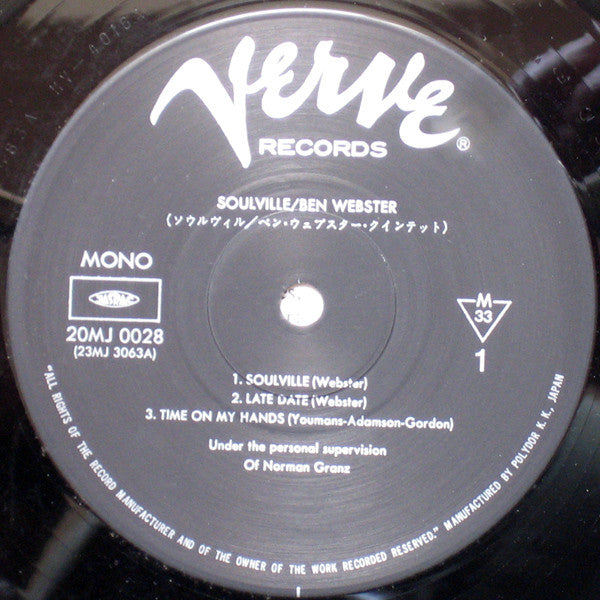 VERVE
RECORDS ®
SOULVILLE/BEN WEBSTER
(ソウルヴィル/ベン・ウェブスター・クインテット)
MONO
JASRAC
20MJ 0028
(23MJ 3063A)
M
33
1
1. SOULVILLE (Webster)
2. LATE DATE (Webster)
3. TIME ON MY HANDS (Youmans-Adamson-Gordon)
Under the personal supervision
Of Norman Granz
"ALL RIGHTS OF THE RECORD MANUFACTURER AND OF THE OWNER OF THE WORK RECORDED RESERVED." MANUFACTURED BY POLYDOR K. K., JAPAN